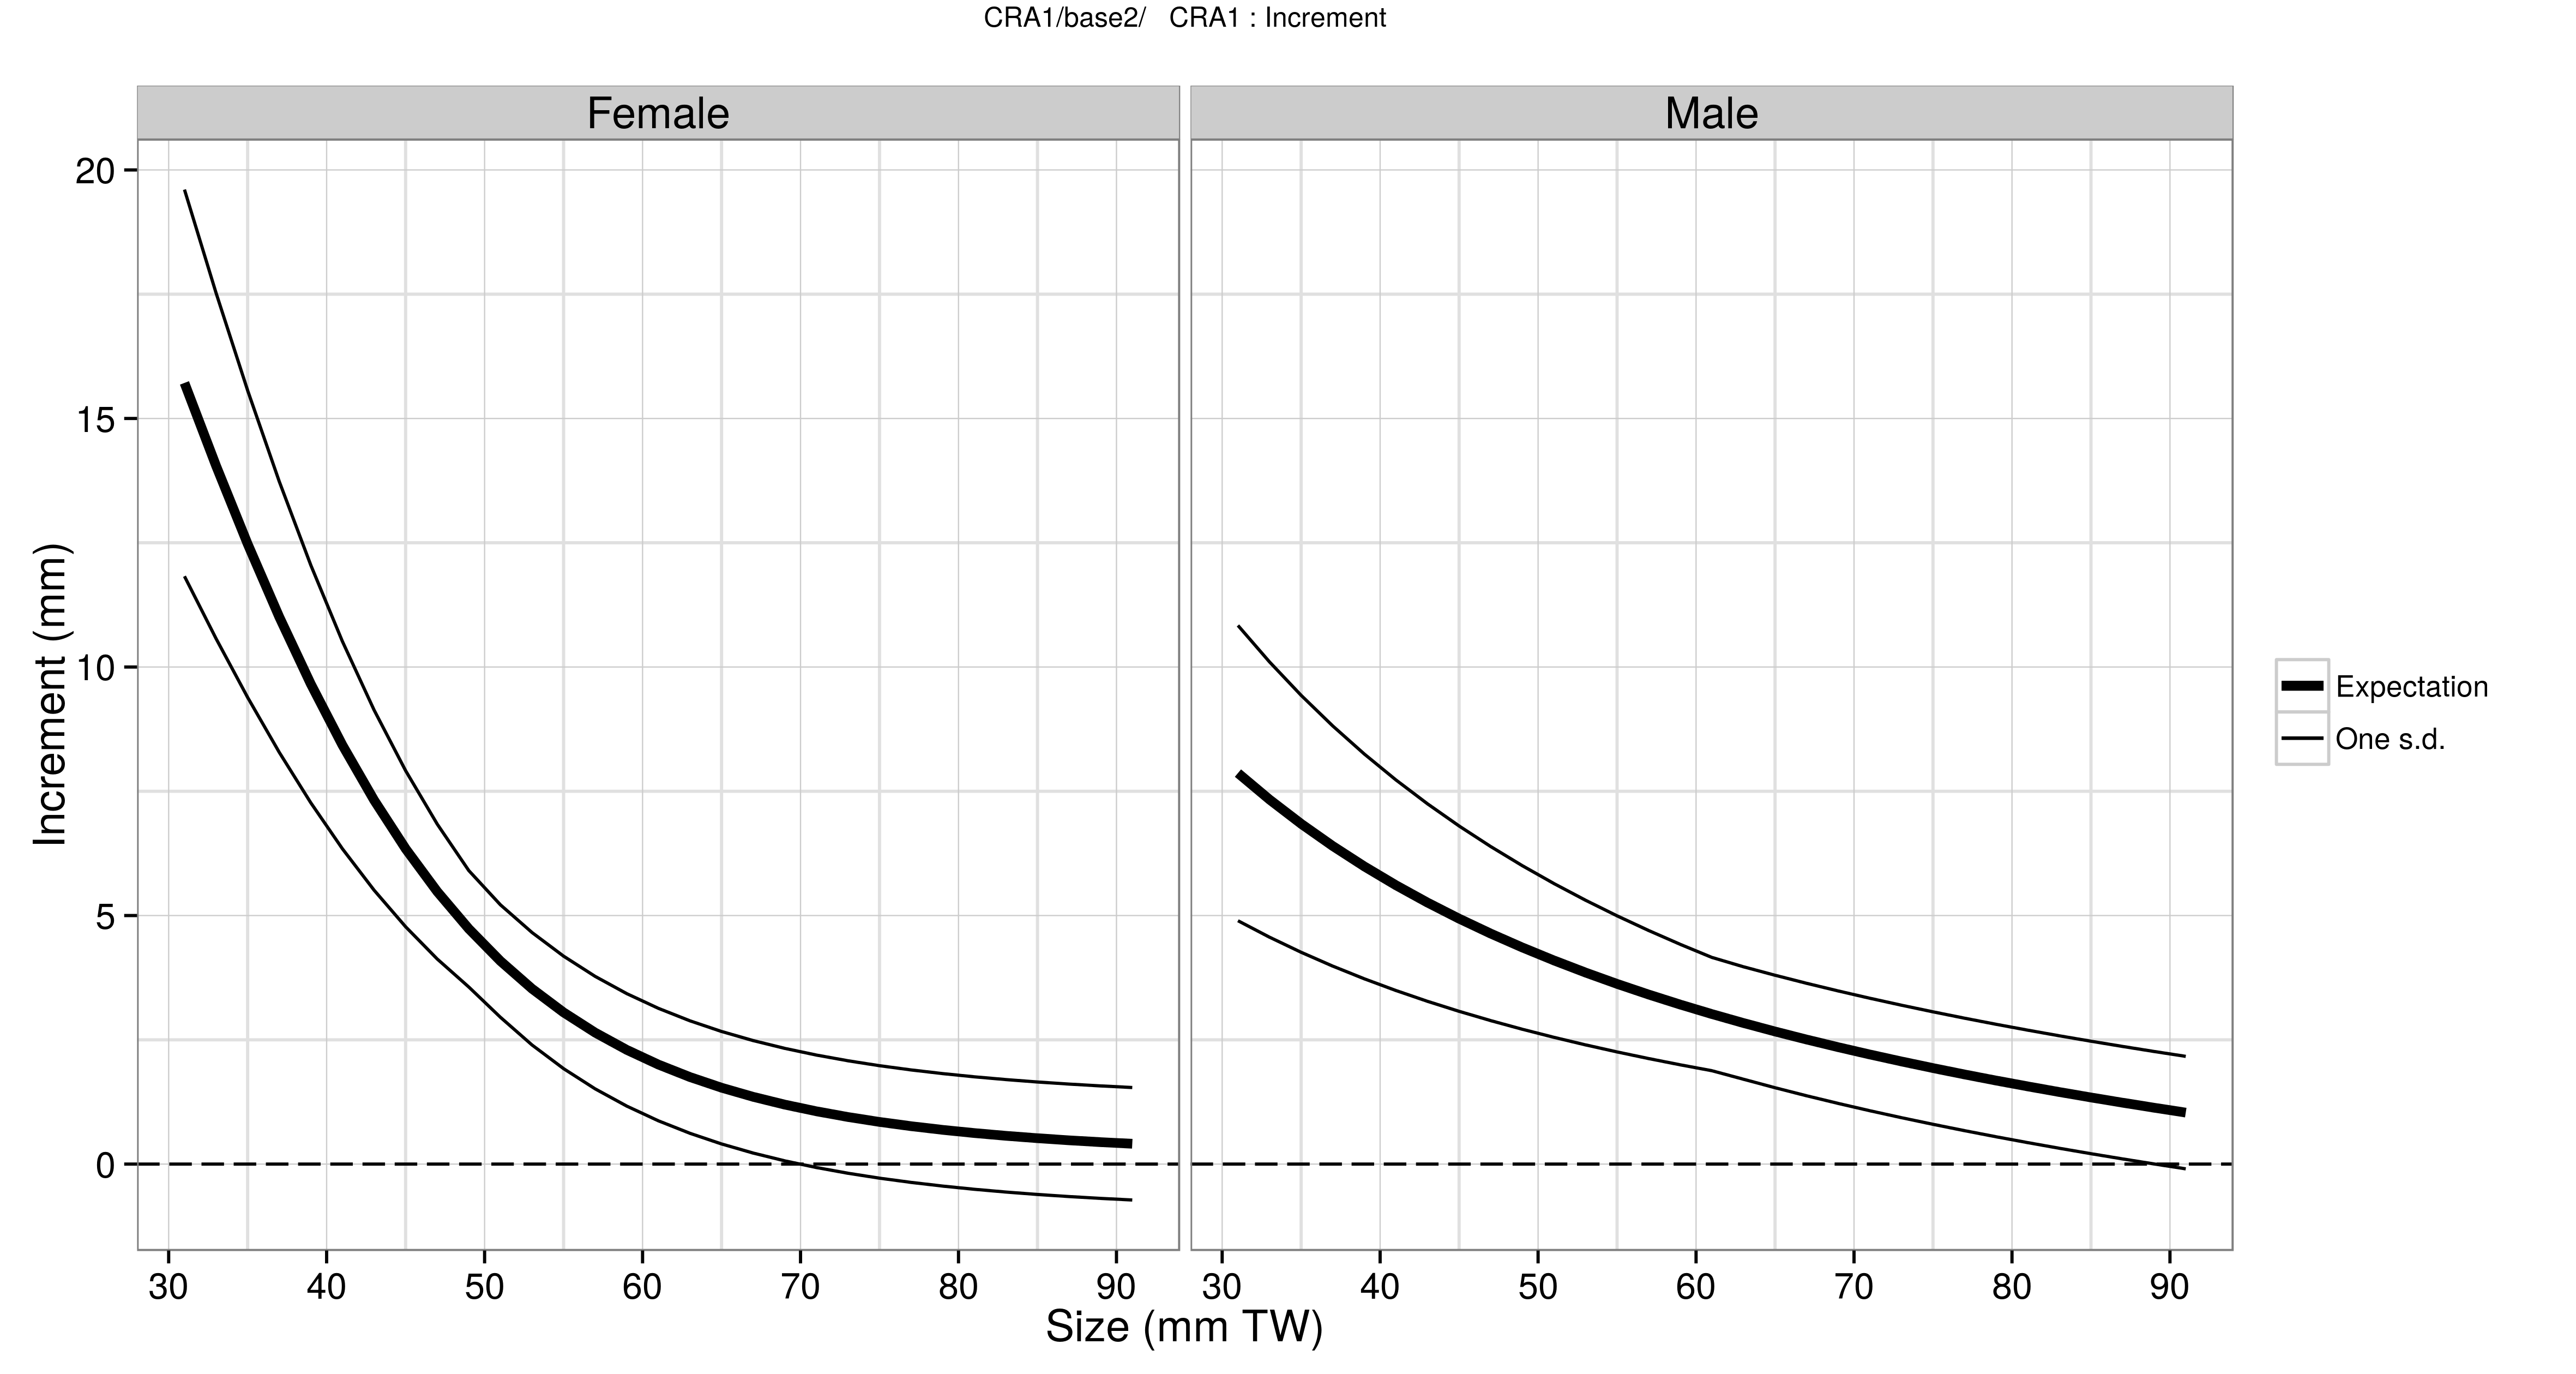 CRA1/base2/   CRA1 : Increment
Female
Male
Increment (mm)
20
15
10
5
0
30 40 50 60 70 80 90
30 40 50 60 70 80 90
Size (mm TW)
Expectation
One s.d.